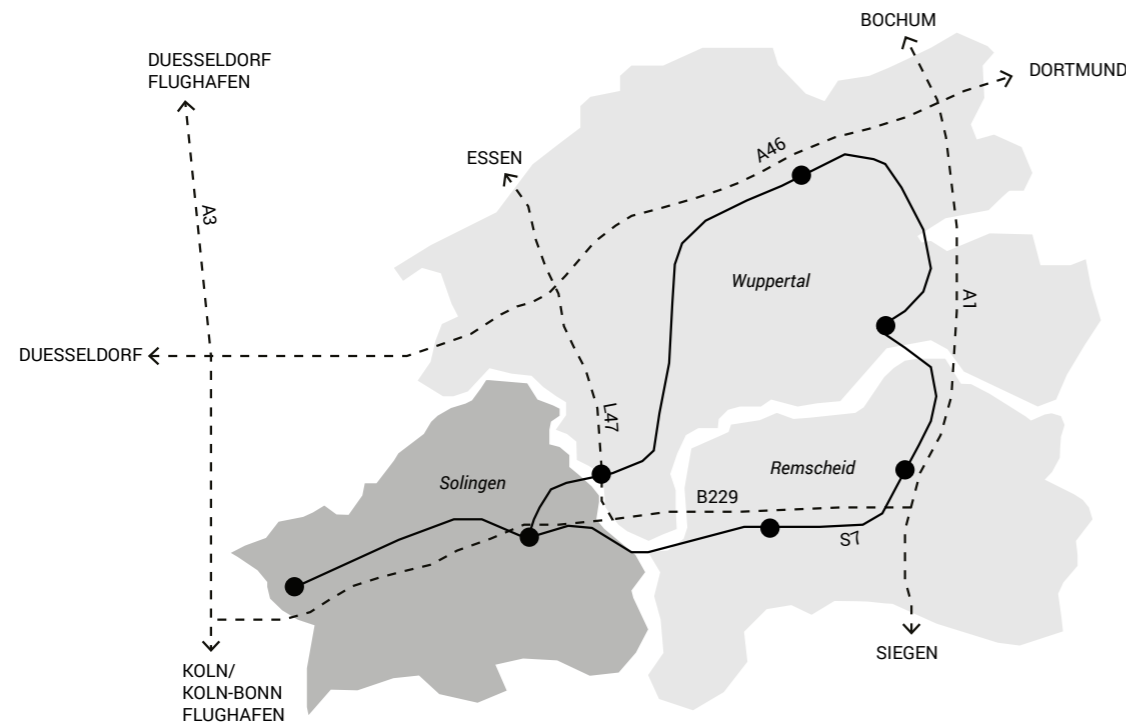 BOCHUM
DUESSELDORF
FLUGHAFEN
DORTMUND
ESSEN
A46
A3
Wuppertal
A1
DUESSELDORF
L47
Remscheid
Solingen
B229
S7
SIEGEN
KOLN/
KOLN-BONN
FLUGHAFEN